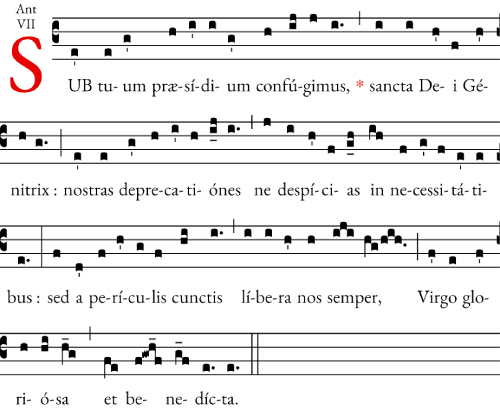 Ant
VII
SUB tu- um præ-sí-di- um confú-gimus, * sancta De- i Gé-
nitrix : nostras depre-ca-ti- ónes ne despí-ci- as in ne-cessi-tá-ti-
bus : sed a pe-rí-cu-lis cunctis lí-be-ra nos semper, Virgo glo-
ri- ó-sa et be- ne- díc-ta.